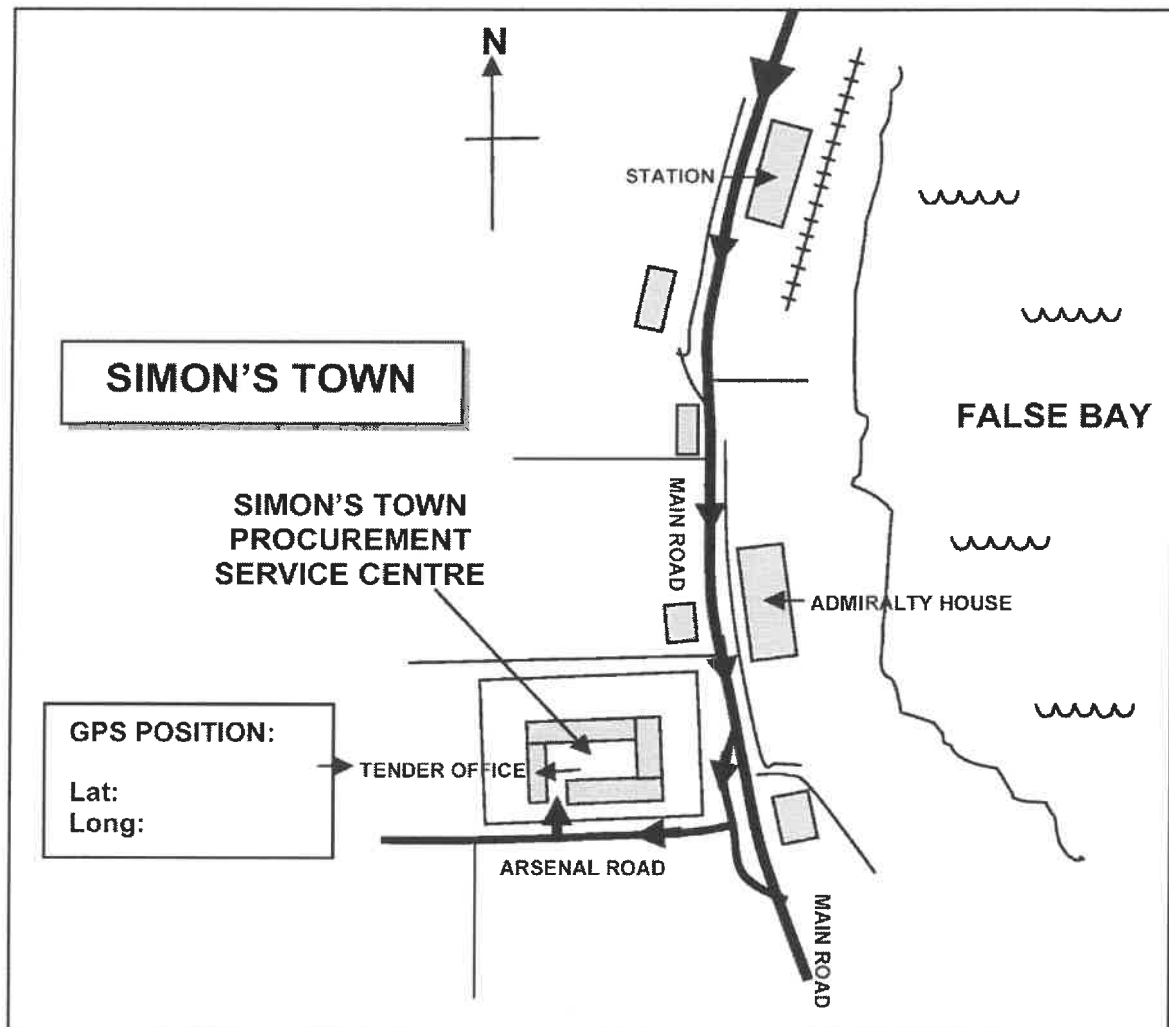 N
STATION
SIMON'S TOWN
FALSE BAY
MAIN ROAD
SIMON'S TOWN
PROCUREMENT
SERVICE CENTRE
ADMIRALTY HOUSE
GPS POSITION:
Lat:
Long:
TENDER OFFICE
ARSENAL ROAD
MAIN ROAD